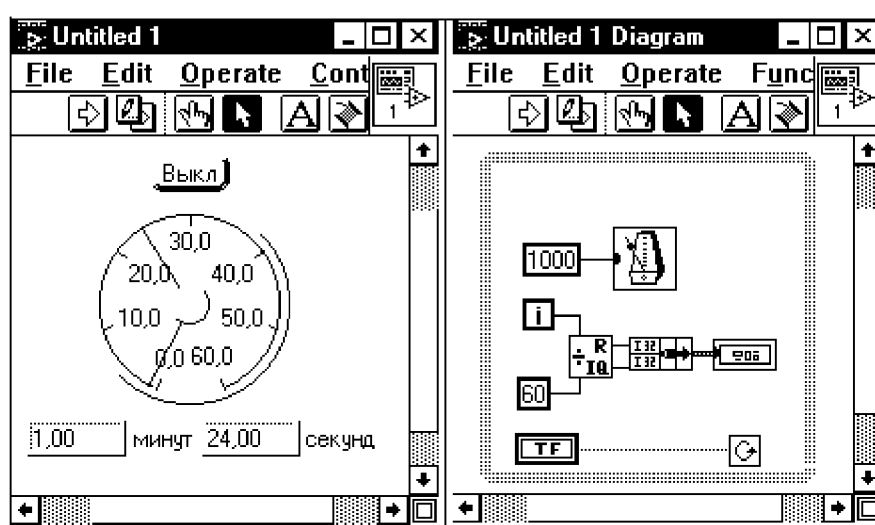 Untitled 1
File Edit Operate Cont
1
Выкл
30,0
20,0 40,0
10,0 50,0
0,0 60,0
1,00 минут 24,00 секунд
Untitled 1 Diagram
File Edit Operate Func
1
1000
i
R
I32
IQ
I32
60
TF